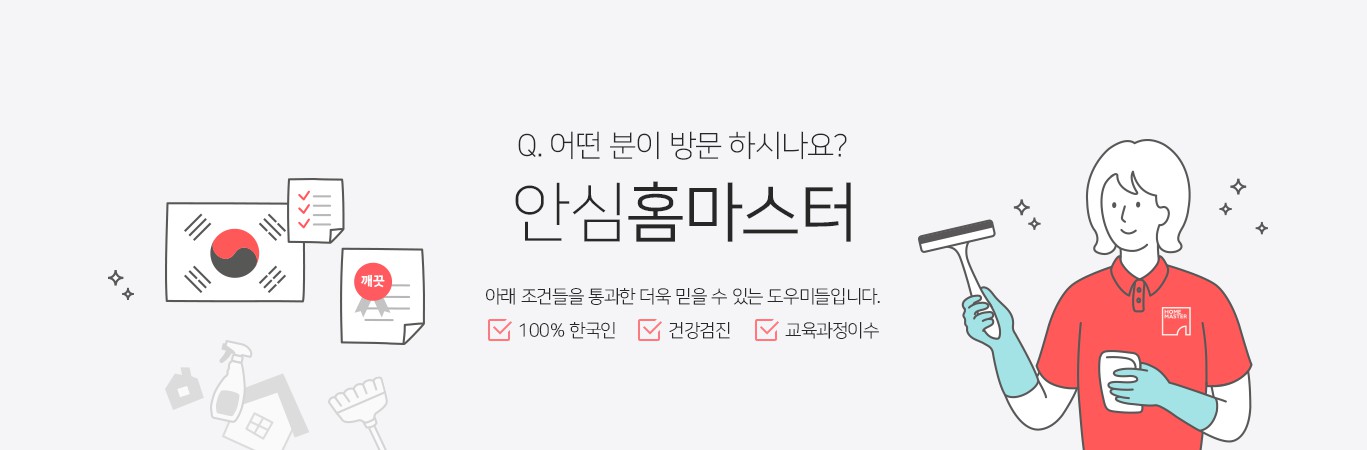 Q. 어떤 분이 방문 하시나요?
안심홈마스터
아래 조건들을 통과한 더욱 믿을 수 있는 도우미들입니다.
100% 한국인 건강검진 교육과정이수
깨끗
HOME
MASTER